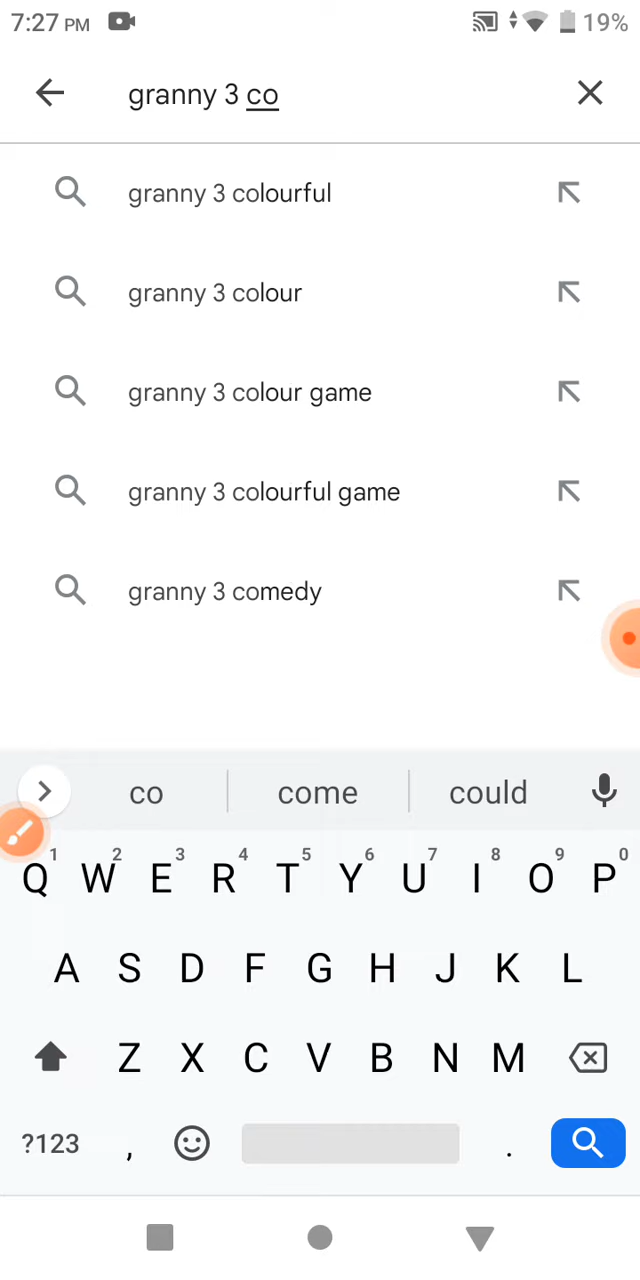 7:27 PM 19%
granny 3 co
granny 3 colourful
granny 3 colour
granny 3 colour game
granny 3 colourful game
granny 3 comedy
co come could
1 2 3 4 5 6 7 8 9 0
Q W E R T Y U I O P
A S D F G H J K L
Z X C V B N M
?123 , .